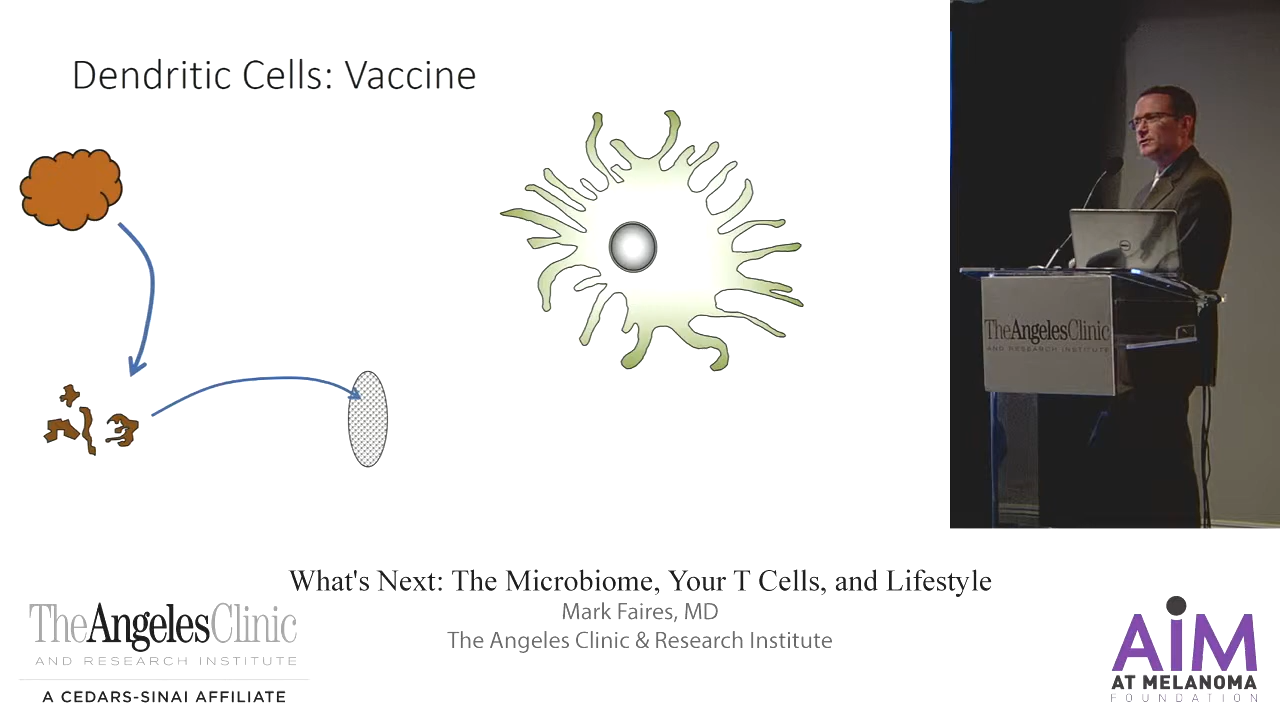 Dendritic Cells: Vaccine
TheAngelesClinic
AND RESEARCH INSTITUTE
What's Next: The Microbiome, Your T Cells, and Lifestyle
Mark Faires, MD
The Angeles Clinic & Research Institute
TheAngelesClinic
AND RESEARCH INSTITUTE
A CEDARS-SINAI AFFILIATE
AiM
AT MELANOMA
FOUNDATION